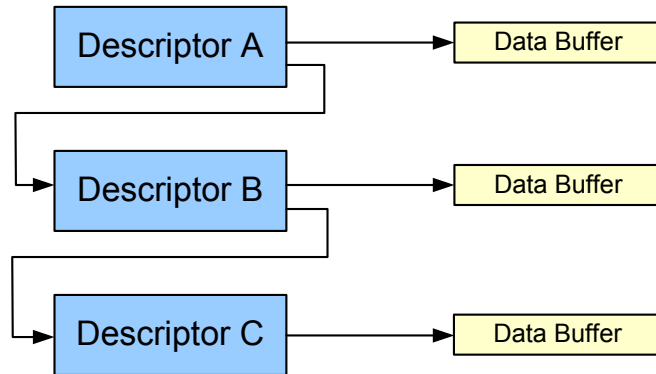 Descriptor A
Data Buffer
Descriptor B
Data Buffer
Descriptor C
Data Buffer